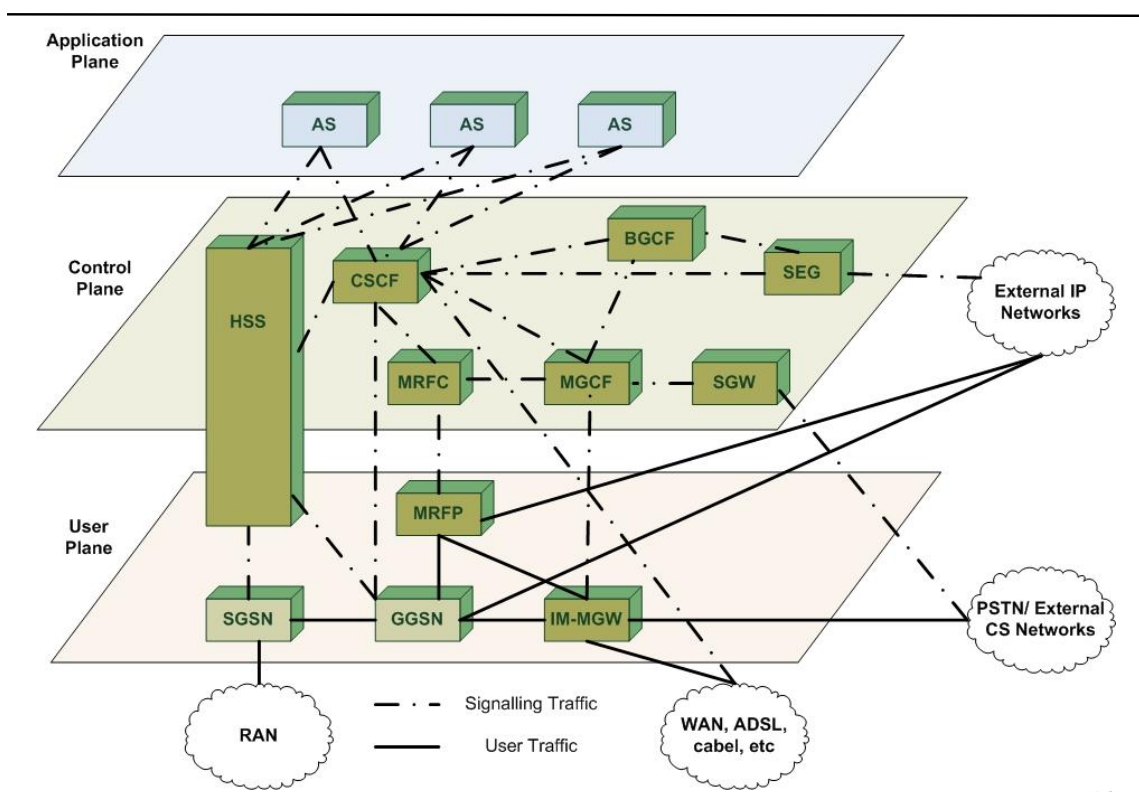 Application
Plane
AS
AS
AS
Control
Plane
HSS
CSCF
BGCF
SEG
External IP
Networks
MRFC
MGCF
SGW
User
Plane
MRFP
SGSN
GGSN
IM-MGW
PSTN/ External
CS Networks
RAN
Signalling Traffic
User Traffic
WAN, ADSL,
cabel, etc